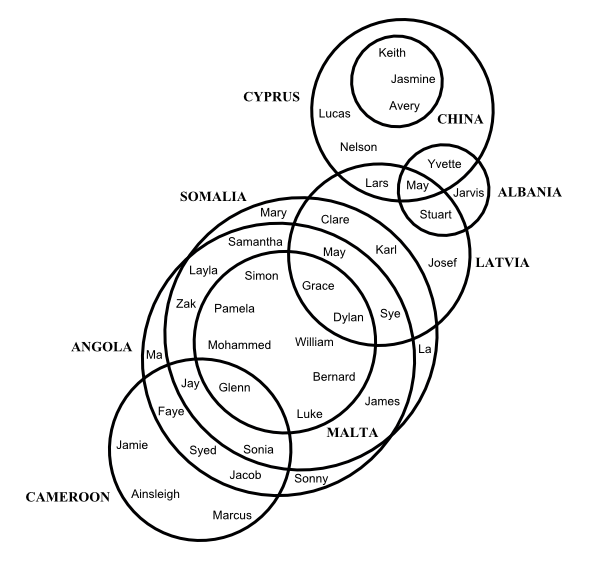 Keith
Jasmine
CYPRUS
Avery
Lucas
CHINA
Nelson
Yvette
Lars
May
Jarvis
ALBANIA
SOMALIA
Mary
Clare
Stuart
Samantha
May
Karl
Josef
LATVIA
Layla
Simon
Grace
Zak
Pamela
Dylan
Sye
ANGOLA
Ma
Mohammed
William
La
Jay
Glenn
Bernard
Faye
Luke
James
MALTA
Jamie
Syed
Sonia
Jacob
Sonny
CAMEROON
Ainsleigh
Marcus